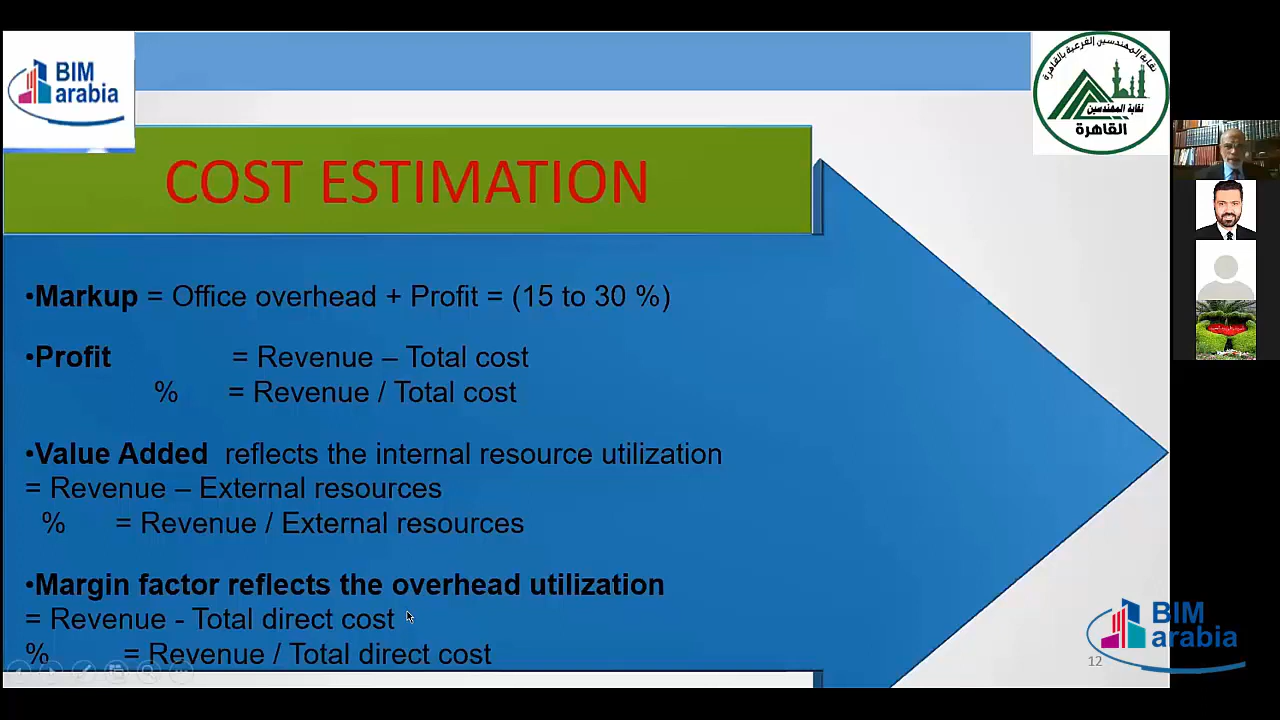 BIM
arabia
نقابة المهندسين الفرعية بالقاهرة
نقابة المهندسين
القاهرة
COST ESTIMATION
•Markup = Office overhead + Profit = (15 to 30 %)
•Profit = Revenue – Total cost
% = Revenue / Total cost
•Value Added reflects the internal resource utilization
= Revenue – External resources
% = Revenue / External resources
•Margin factor reflects the overhead utilization
= Revenue - Total direct cost
% = Revenue / Total direct cost
BIM
arabia
12